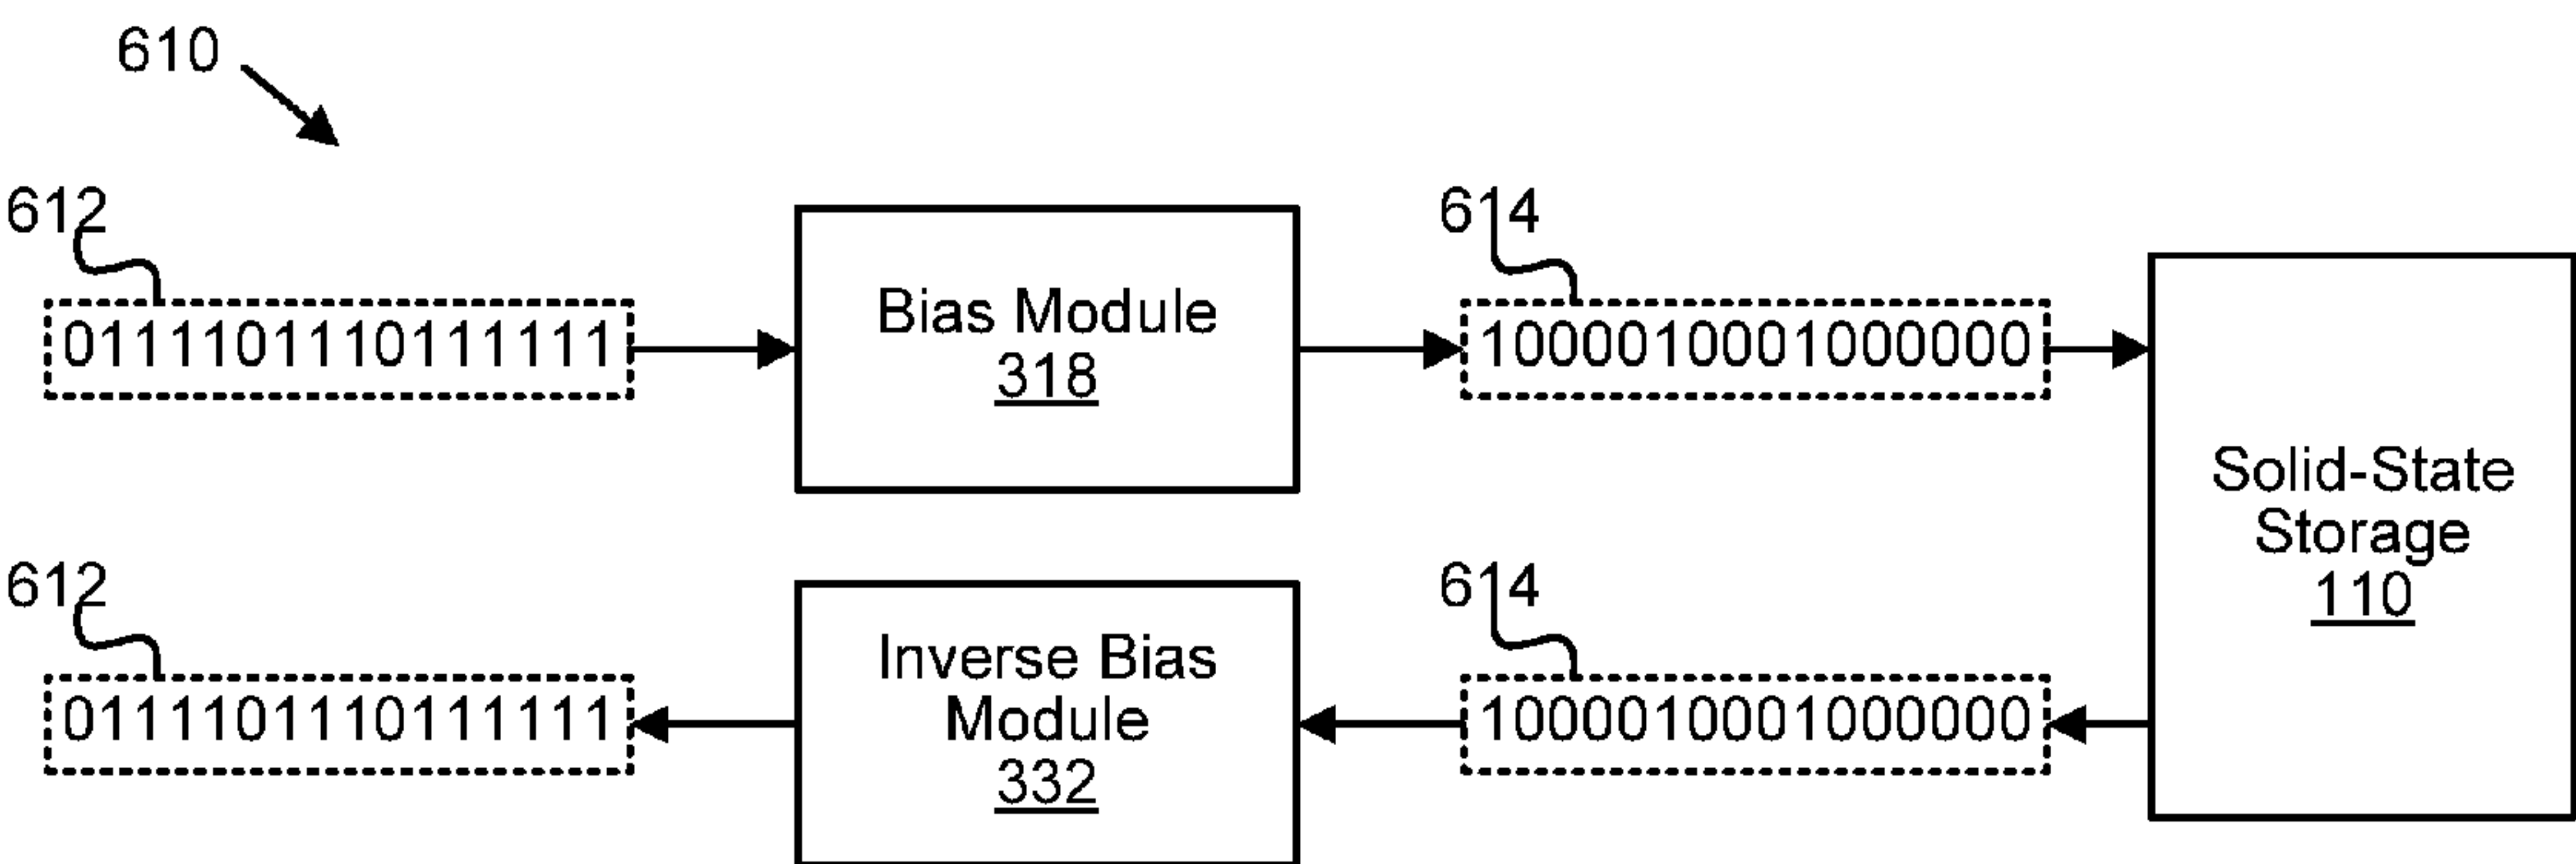 610
612
0111101110111111
Bias Module
318
614
1000010001000000
Solid-State
Storage
110
612
0111101110111111
Inverse Bias
Module
332
614
1000010001000000